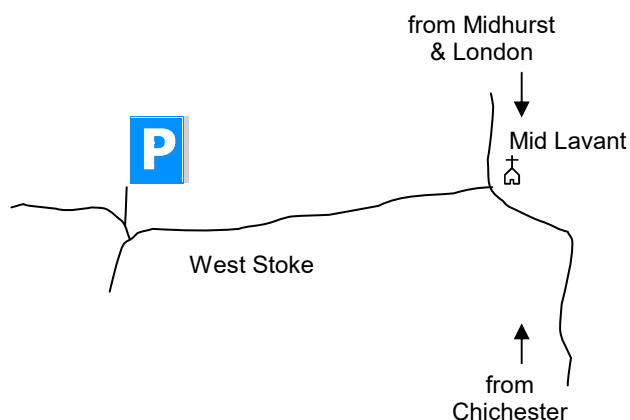 from Midhurst
& London
Mid Lavant
P
West Stoke
from
Chichester